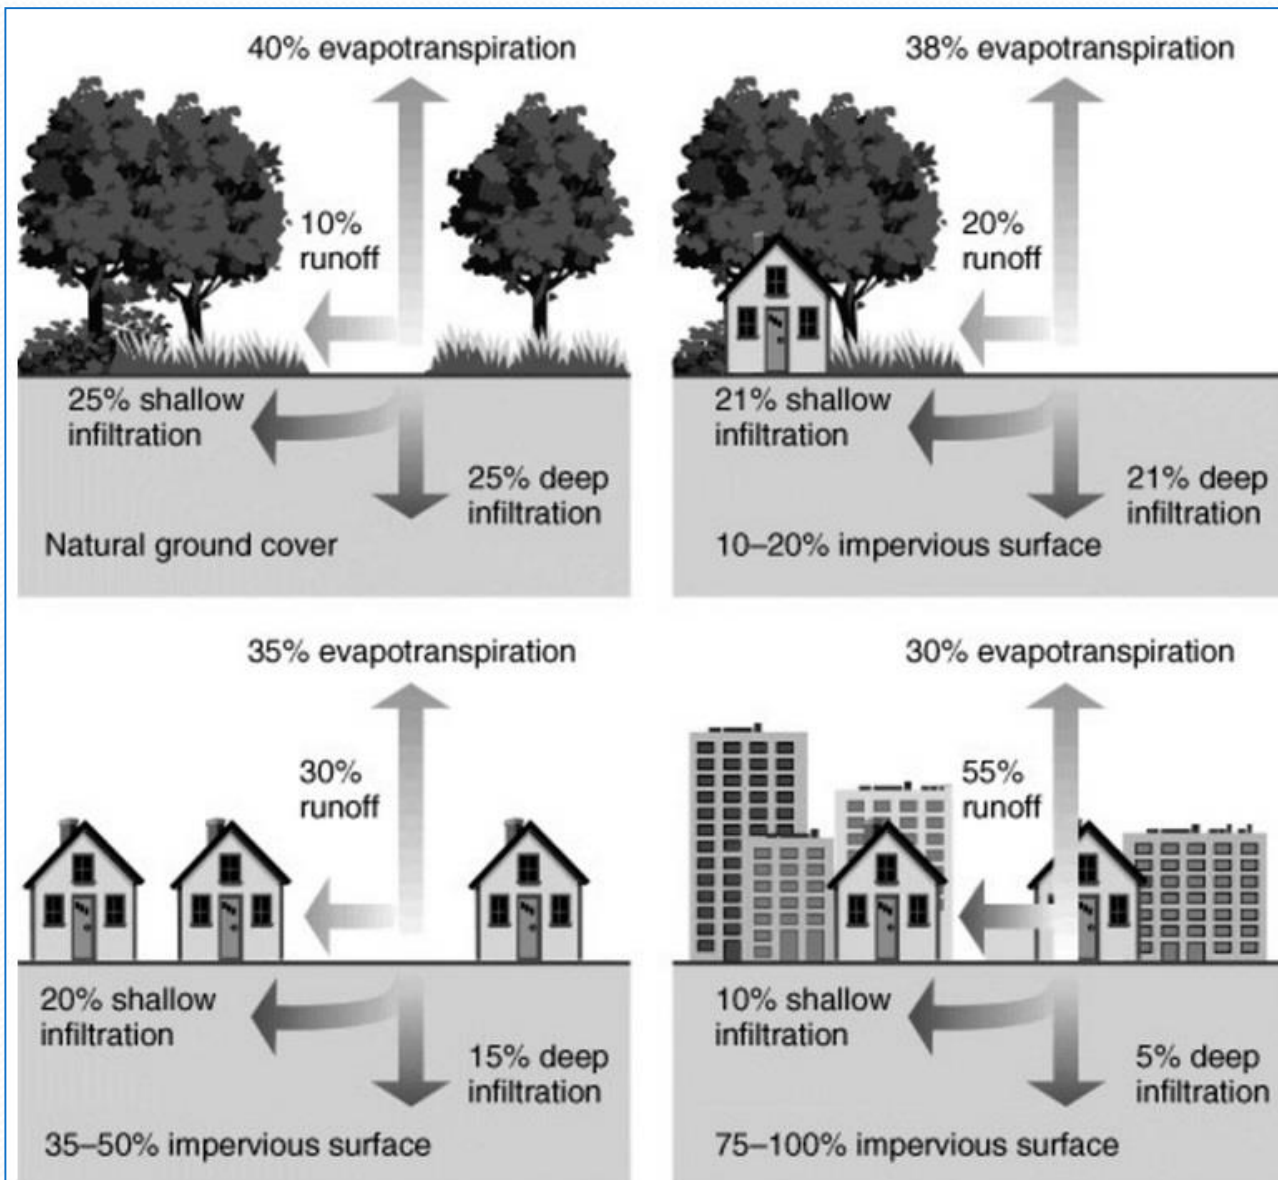 40% evapotranspiration
10%
runoff
25% shallow
infiltration
25% deep
infiltration
Natural ground cover
38% evapotranspiration
20%
runoff
21% shallow
infiltration
21% deep
infiltration
10–20% impervious surface
35% evapotranspiration
30%
runoff
20% shallow
infiltration
15% deep
infiltration
35–50% impervious surface
30% evapotranspiration
55%
runoff
10% shallow
infiltration
5% deep
infiltration
75–100% impervious surface